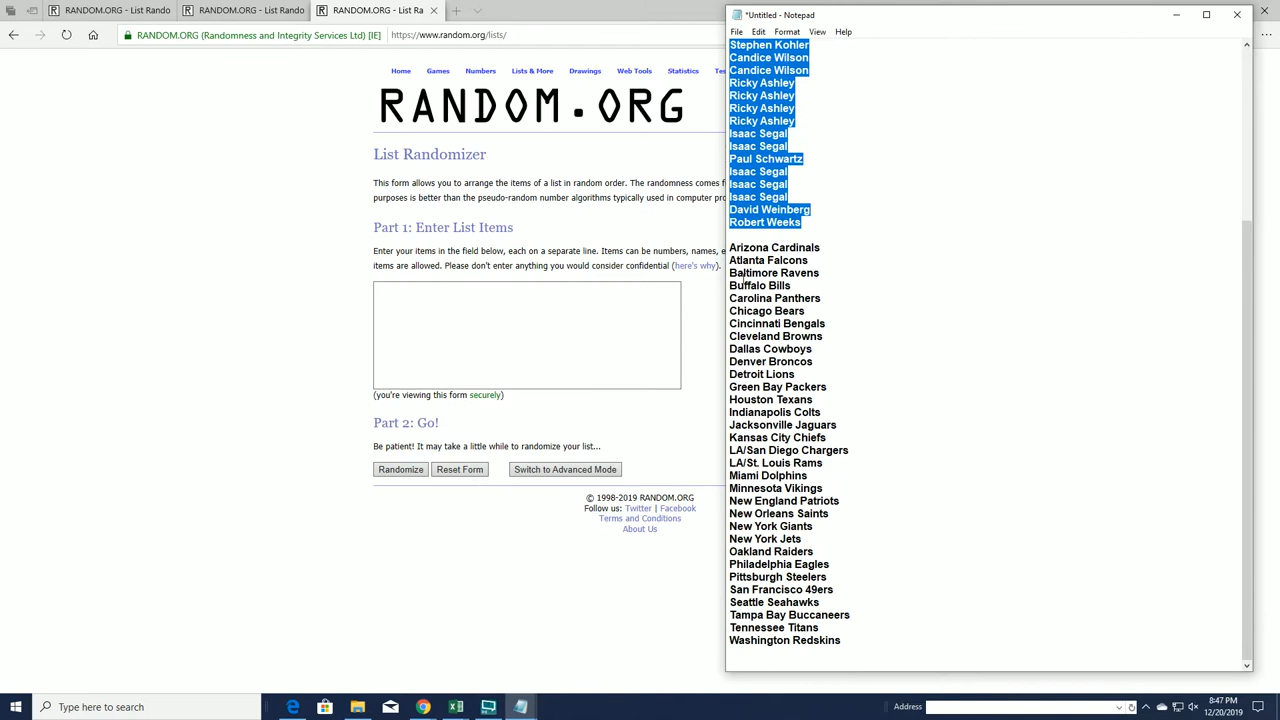 RANDOM.ORG - List Rando
RANDOM.ORG - List Rando
RANDOM.ORG - List Ra
RANDOM.ORG (Randomness and Integrity Services Ltd) [IE]
https://www.random.org/lists/
Home Games Numbers Lists & More Drawings Web Tools Statistics Tes
RANDOM.ORG
List Randomizer
This form allows you to arrange the items of a list in random order. The randomness comes f
purposes is better than the pseudo-random number algorithms typically used in computer pro
Part 1: Enter List Items
Enter your items in the field below, each on a separate line. Items can be numbers, names, e
items are allowed. Please don't enter anything you would consider confidential (here's why).
(you're viewing this form securely)
Part 2: Go!
Be patient! It may take a little while to randomize your list...
Randomize Reset Form Switch to Advanced Mode
© 1998-2019 RANDOM.ORG
Follow us: Twitter | Facebook
Terms and Conditions
About Us
*Untitled - Notepad
File Edit Format View Help
Stephen Kohler
Candice Wilson
Candice Wilson
Ricky Ashley
Ricky Ashley
Ricky Ashley
Ricky Ashley
Isaac Segal
Isaac Segal
Paul Schwartz
Isaac Segal
Isaac Segal
Isaac Segal
David Weinberg
Robert Weeks
Arizona Cardinals
Atlanta Falcons
Baltimore Ravens
Buffalo Bills
Carolina Panthers
Chicago Bears
Cincinnati Bengals
Cleveland Browns
Dallas Cowboys
Denver Broncos
Detroit Lions
Green Bay Packers
Houston Texans
Indianapolis Colts
Jacksonville Jaguars
Kansas City Chiefs
LA/San Diego Chargers
LA/St. Louis Rams
Miami Dolphins
Minnesota Vikings
New England Patriots
New Orleans Saints
New York Giants
New York Jets
Oakland Raiders
Philadelphia Eagles
Pittsburgh Steelers
San Francisco 49ers
Seattle Seahawks
Tampa Bay Buccaneers
Tennessee Titans
Washington Redskins
Type here to search
Address
8:47 PM
12/20/2019